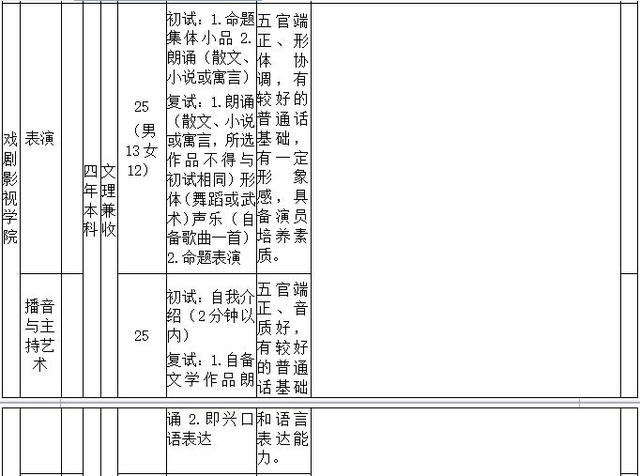 戏剧影视学院
表演
四年本科
文理兼收
25
（男
13 女
12）
初试：1.命题
集体小品 2.
朗诵（散文、
小说或寓言）
复试：1.朗诵
（散文、小说
或寓言，所选
作品不得与
初试相同）形
体（舞蹈或武
术）声乐（自
备歌曲一首）
2.命题表演
五官端
正、形
体协
调，有
较好的
普通话
基础，
有一定
形象
感，具
备演员
培养素
质。
播音
与主
持艺
术
25
初试：自我介
绍（2分钟以
内）
复试：1.自备
文学作品朗
五官端
正、音
质好，
有较好
的普通
话基础
诵 2.即兴口
语表达
和语言
表达能
力。